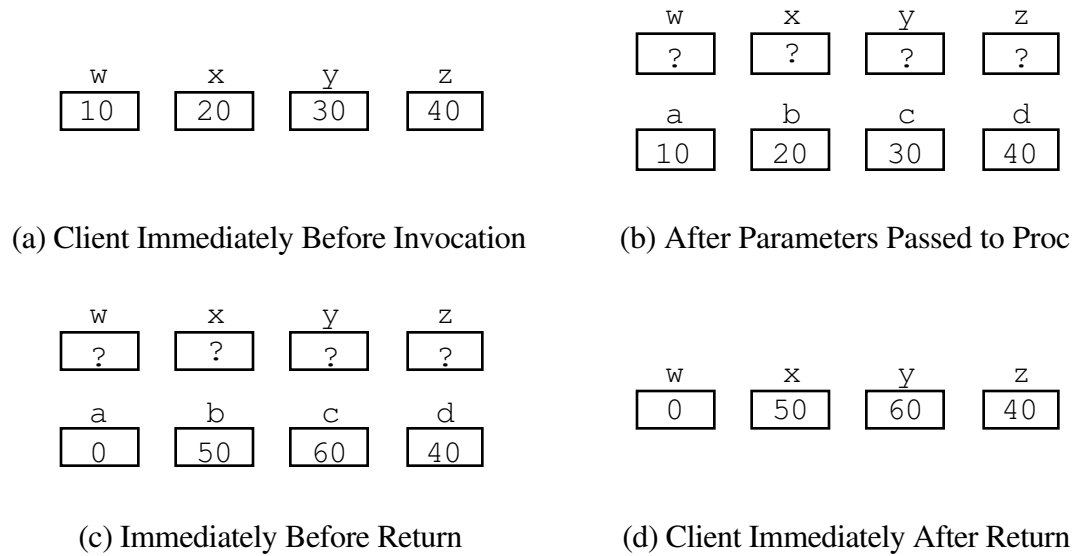 w x y z
10 20 30 40
(a) Client Immediately Before Invocation
w x y z
? ? ? ?
a b c d
10 20 30 40
(b) After Parameters Passed to Proc
w x y z
? ? ? ?
a b c d
0 50 60 40
(c) Immediately Before Return
w x y z
0 50 60 40
(d) Client Immediately After Return